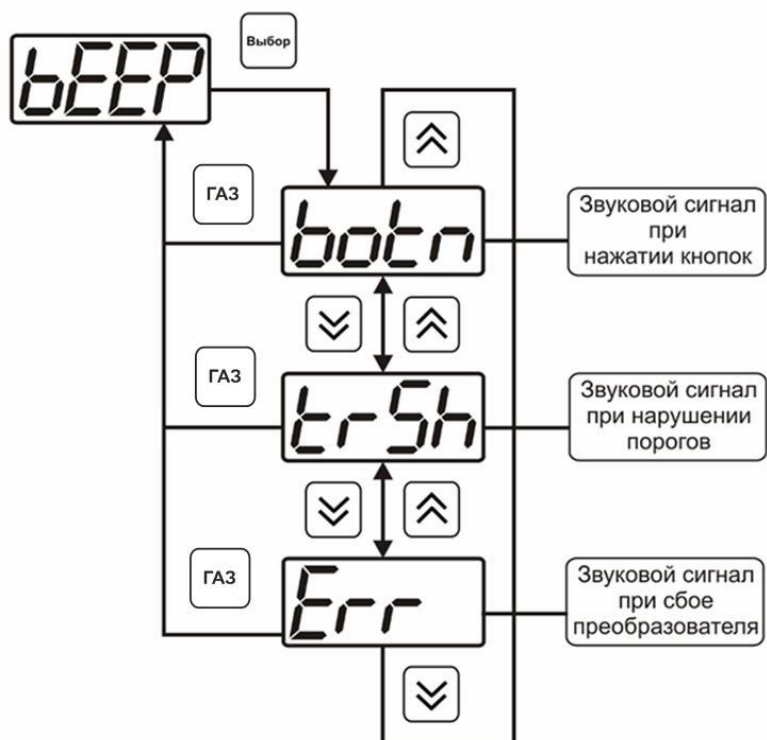 bEEP
Выбор
ГАЗ
botn
Звуковой сигнал
при
нажатии кнопок
ГАЗ
trSh
Звуковой сигнал
при нарушении
порогов
ГАЗ
Err
Звуковой сигнал
при сбое
преобразователя